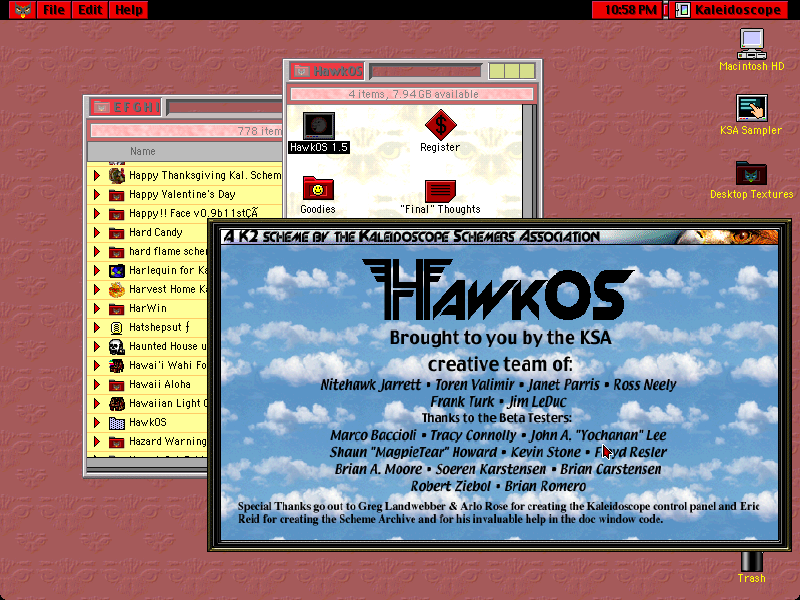 File Edit Help
10:58 PM Kaleidoscope
Macintosh HD
KSA Sampler
Desktop Textures
Trash
HawkOS
4 items, 7.94 GB available
HawkOS 1.5
Register
Goodies
"Final" Thoughts
E F G H I
778 item
Name
Happy Thanksgiving Kal. Schem
Happy Valentine's Day
Happy!! Face v0.9b11stÇÃ
Hard Candy
hard flame schem
Harlequin for Ka
Harvest Home Ka
HarWin
Hatshepsut ƒ
Haunted House u
Hawai'i Wahi Fo
Hawaii Aloha
Hawaiian Light O
HawkOS
Hazard Warning
A K2 scheme by the Kaleidoscope Schemers Association
HawkOS
Brought to you by the KSA
creative team of:
Nitehawk Jarrett • Toren Valimir • Janet Parris • Ross Neely
Frank Turk • Jim LeDuc
Thanks to the Beta Testers:
Marco Baccioli • Tracy Connolly • John A. "Yochanan" Lee
Shaun "MagpieTear" Howard • Kevin Stone • Floyd Resler
Brian A. Moore • Soeren Karstensen • Brian Carstensen
Robert Ziebol • Brian Romero
Special Thanks go out to Greg Landwebber & Arlo Rose for creating the Kaleidoscope control panel and Eric
Reid for creating the Scheme Archive and for his invaluable help in the doc window code.